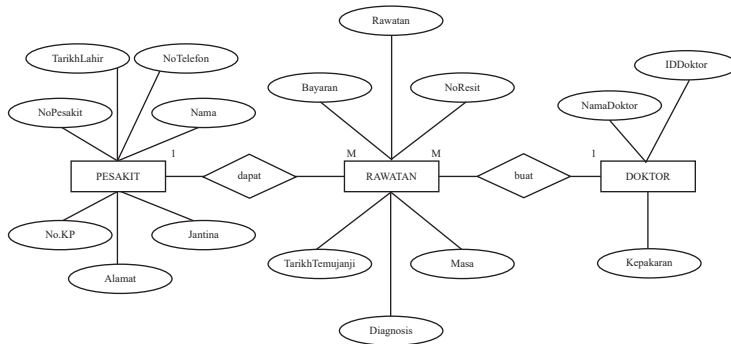 Rawatan
TarikhLahir
NoTelefon
IDDoktor
Bayaran
NoResit
NoPesakit
Nama
NamaDoktor
1
M
M
1
PESAKIT
dapat
RAWATAN
buat
DOKTOR
No.KP
Jantina
TarikhTemujanji
Masa
Kepakaran
Alamat
Diagnosis